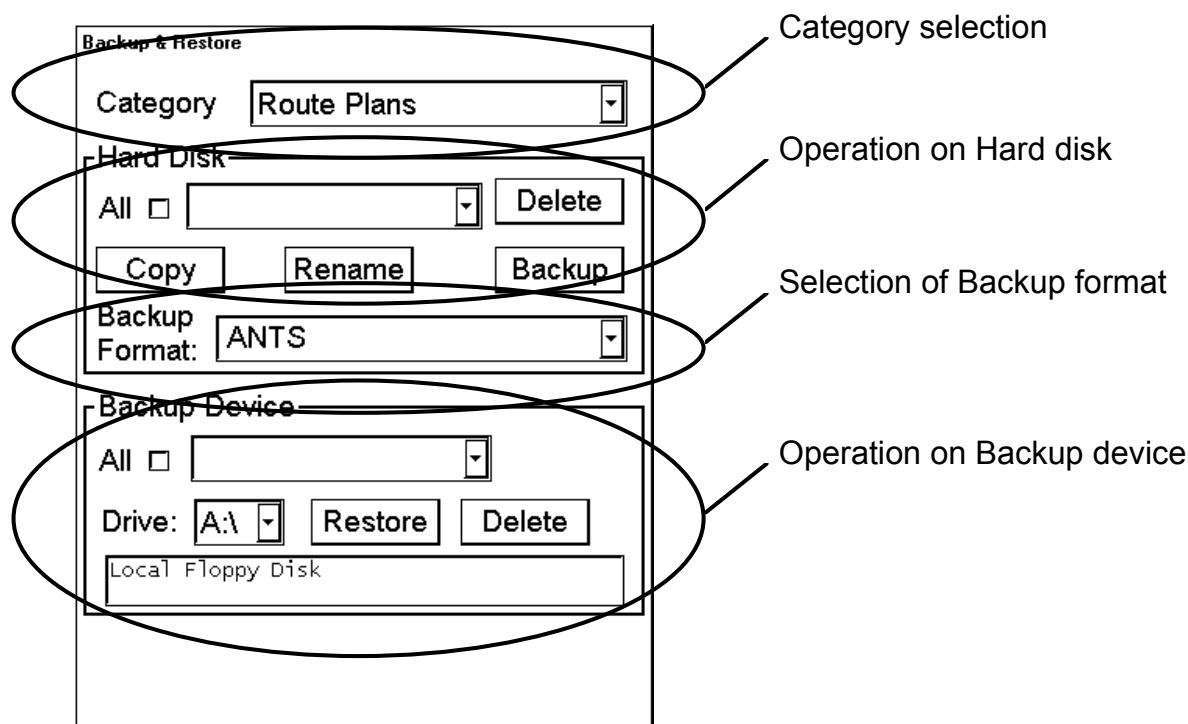 Category selection
Backup & Restore
Category Route Plans
Operation on Hard disk
Hard Disk
All Delete
Copy Rename Backup
Selection of Backup format
Backup
Format: ANTS
Backup Device
Operation on Backup device
All
Drive: A:\ Restore Delete
Local Floppy Disk